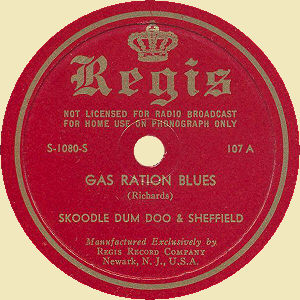 Regis
NOT LICENSED FOR RADIO BROADCAST
FOR HOME USE ON PHONOGRAPH ONLY
S-1080-S 107 A
GAS RATION BLUES
(Richards)
SKOODLE DUM DOO & SHEFFIELD
Manufactured Exclusively by
REGIS RECORD COMPANY
Newark, N. J., U.S.A.